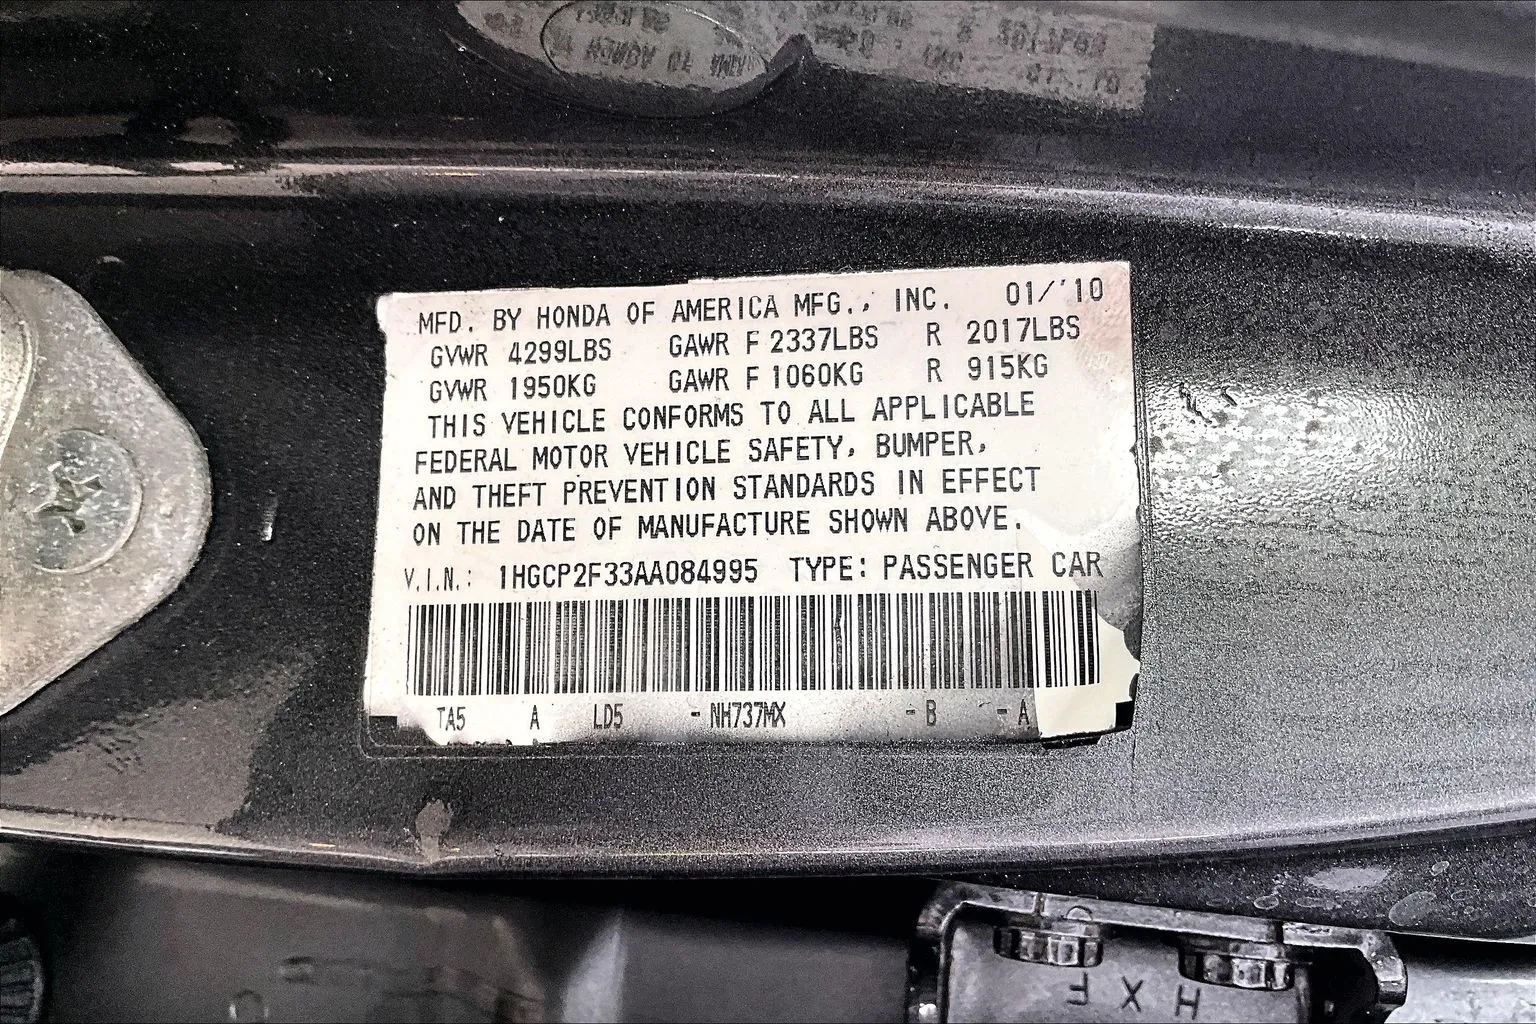 MFD. BY HONDA OF AMERICA MFG., INC. 01/'10
GVWR 4299LBS GAWR F 2337LBS R 2017LBS
GVWR 1950KG GAWR F 1060KG R 915KG
THIS VEHICLE CONFORMS TO ALL APPLICABLE
FEDERAL MOTOR VEHICLE SAFETY, BUMPER,
AND THEFT PREVENTION STANDARDS IN EFFECT
ON THE DATE OF MANUFACTURE SHOWN ABOVE.
V.I.N.: 1HGCP2F33AA084995 TYPE: PASSENGER CAR
TA5 A LD5 - NH737MX - B - A
HXF